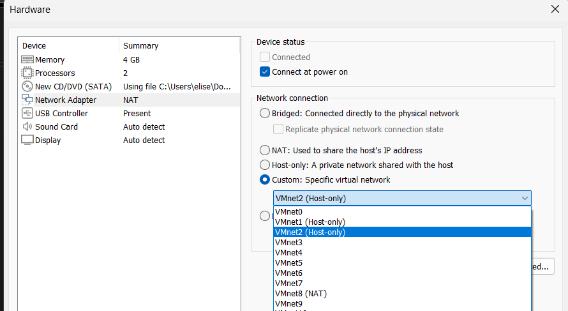 Hardware
Device Summary
Memory 4 GB
Processors 2
New CD/DVD (SATA) Using file C:\Users\elise\Do...
Network Adapter NAT
USB Controller Present
Sound Card Auto detect
Display Auto detect
Device status
Connected
Connect at power on
Network connection
Bridged: Connected directly to the physical network
Replicate physical network connection state
NAT: Used to share the host's IP address
Host-only: A private network shared with the host
Custom: Specific virtual network
VMnet2 (Host-only)
VMnet0
VMnet1 (Host-only)
VMnet2 (Host-only)
VMnet3
VMnet4
VMnet5
VMnet6
VMnet7
VMnet8 (NAT)
VMnet9
ed...